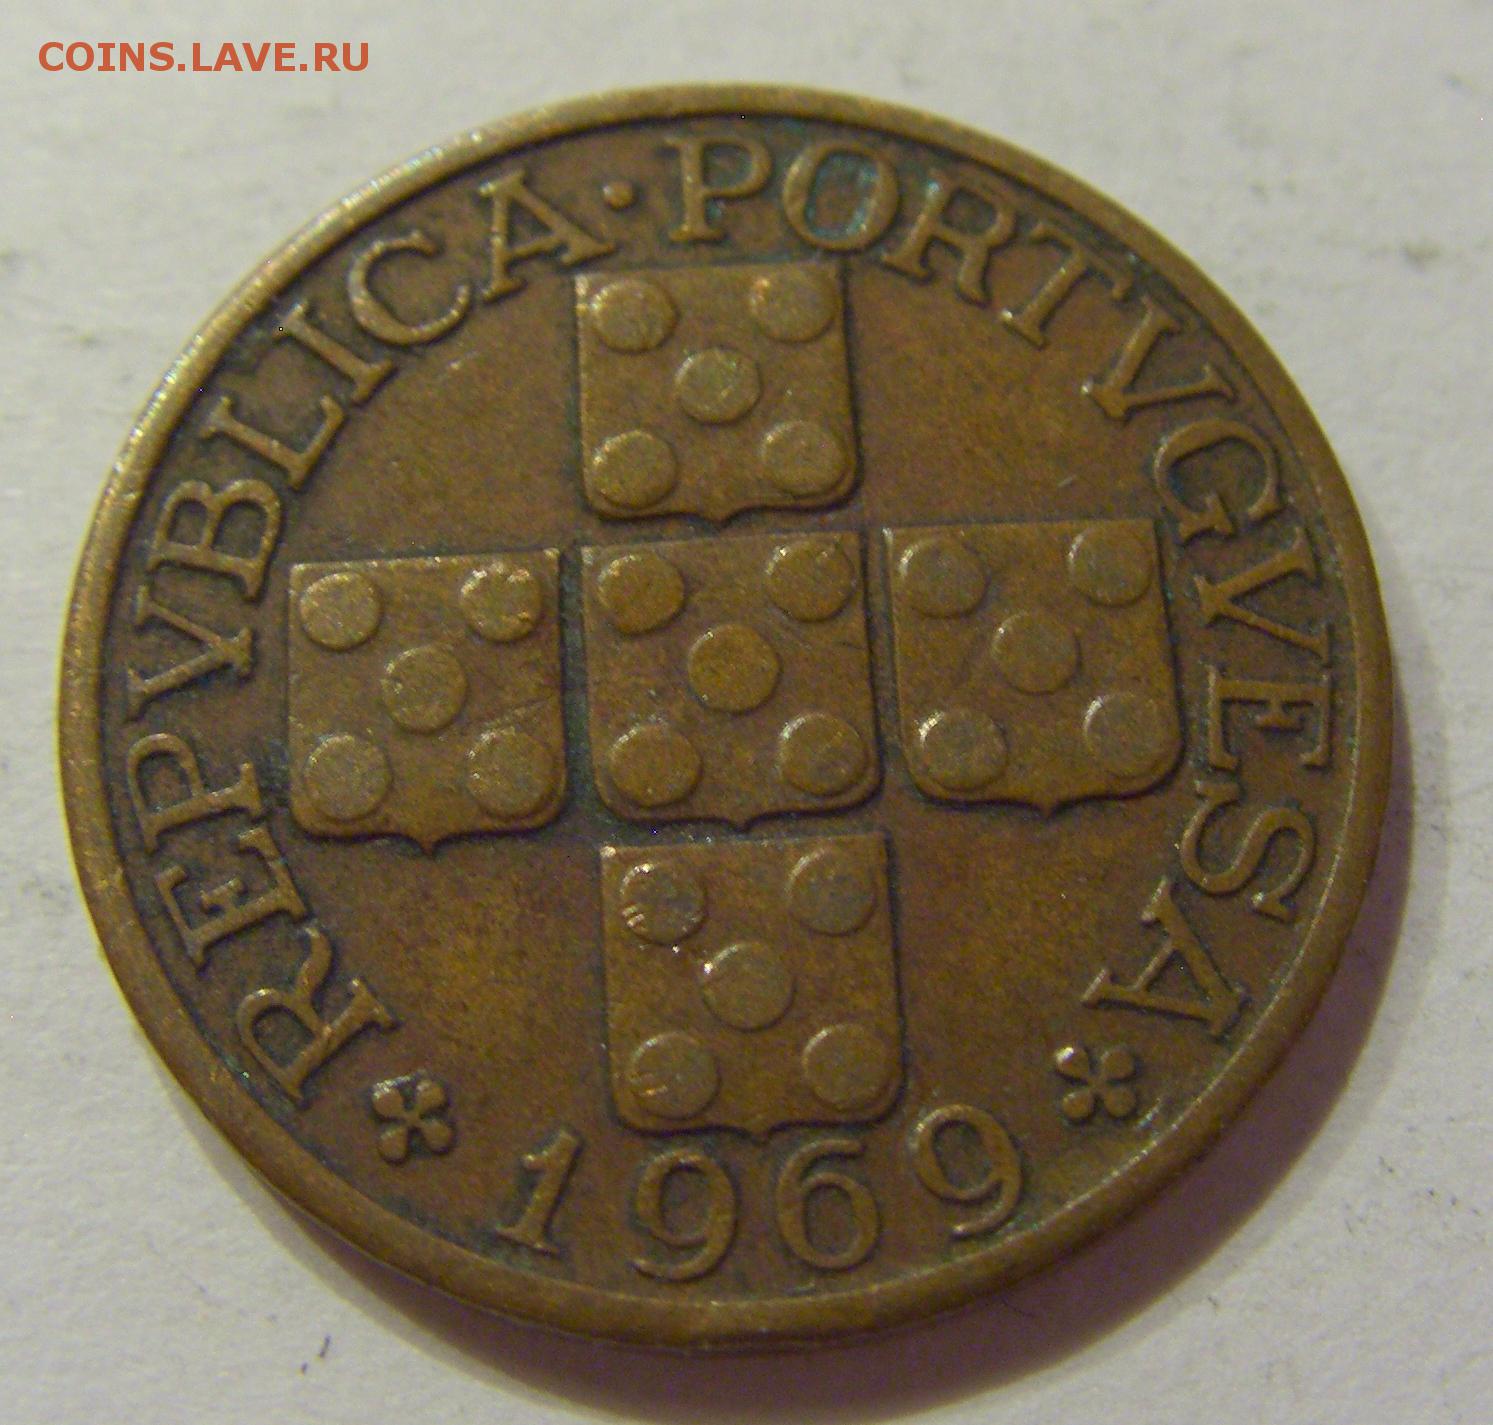 COINS.LAVE.RU
REPVBLICA · PORTVGVESA
1969